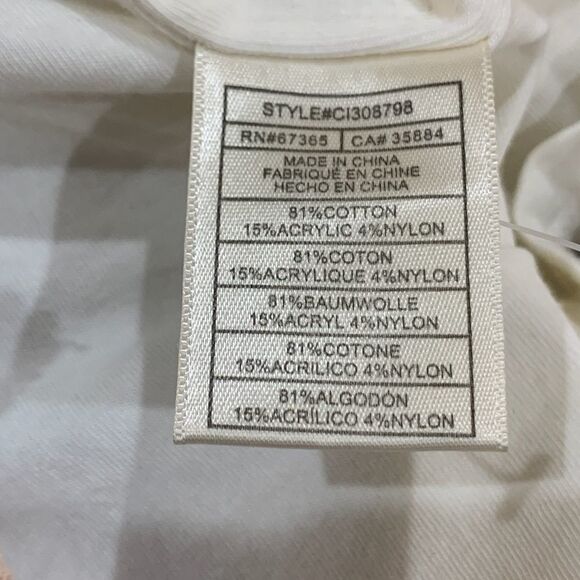 STYLE#CI308798
RN#67365 CA# 35884
MADE IN CHINA
FABRIQUÉ EN CHINE
HECHO EN CHINA
81%COTTON
15%ACRYLIC 4%NYLON
81%COTON
15%ACRYLIQUE 4%NYLON
81%BAUMWOLLE
15%ACRYL 4%NYLON
81%COTONE
15%ACRILICO 4%NYLON
81%ALGODÓN
15%ACRÍLICO 4%NYLON